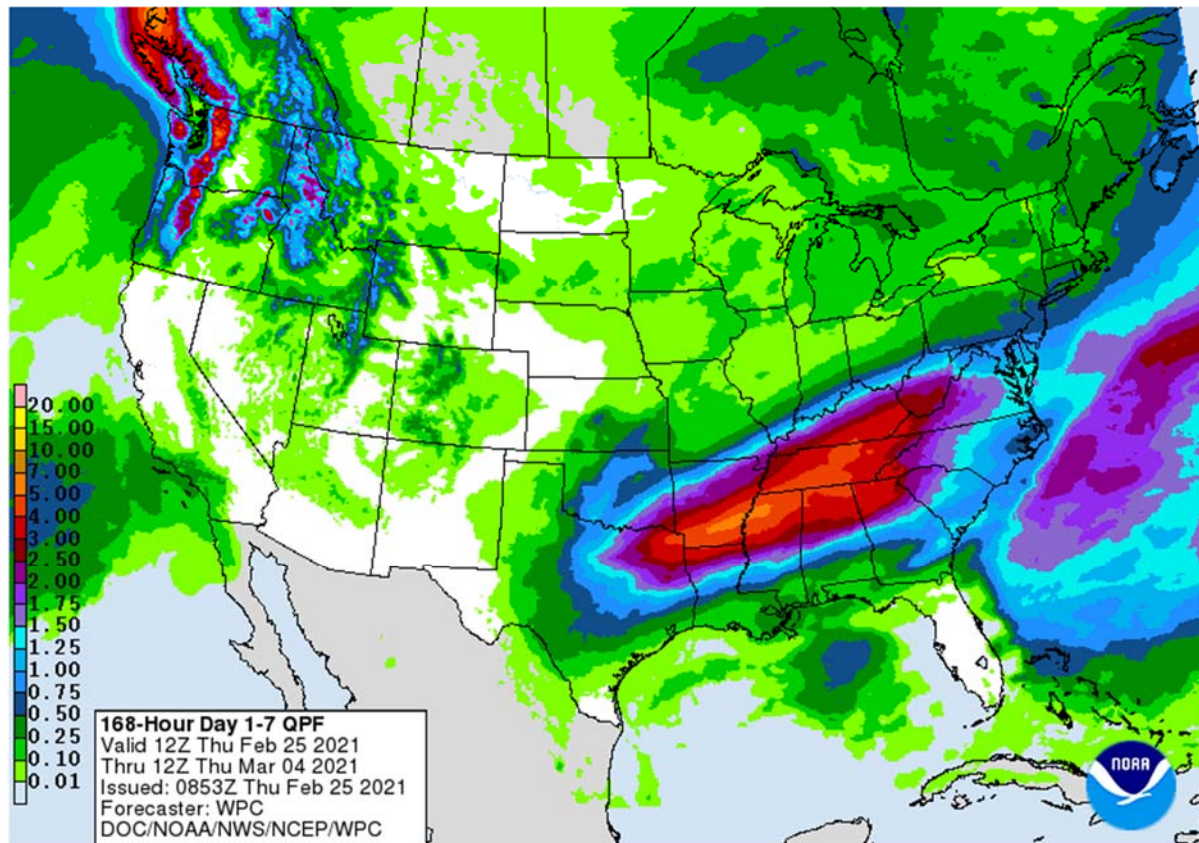 20.00
15.00
10.00
7.00
5.00
4.00
3.00
2.50
2.00
1.75
1.50
1.25
1.00
0.75
0.50
0.25
0.10
0.01
168-Hour Day 1-7 QPF
Valid 12Z Thu Feb 25 2021
Thru 12Z Thu Mar 04 2021
Issued: 0853Z Thu Feb 25 2021
Forecaster: WPC
DOC/NOAA/NWS/NCEP/WPC
NOAA